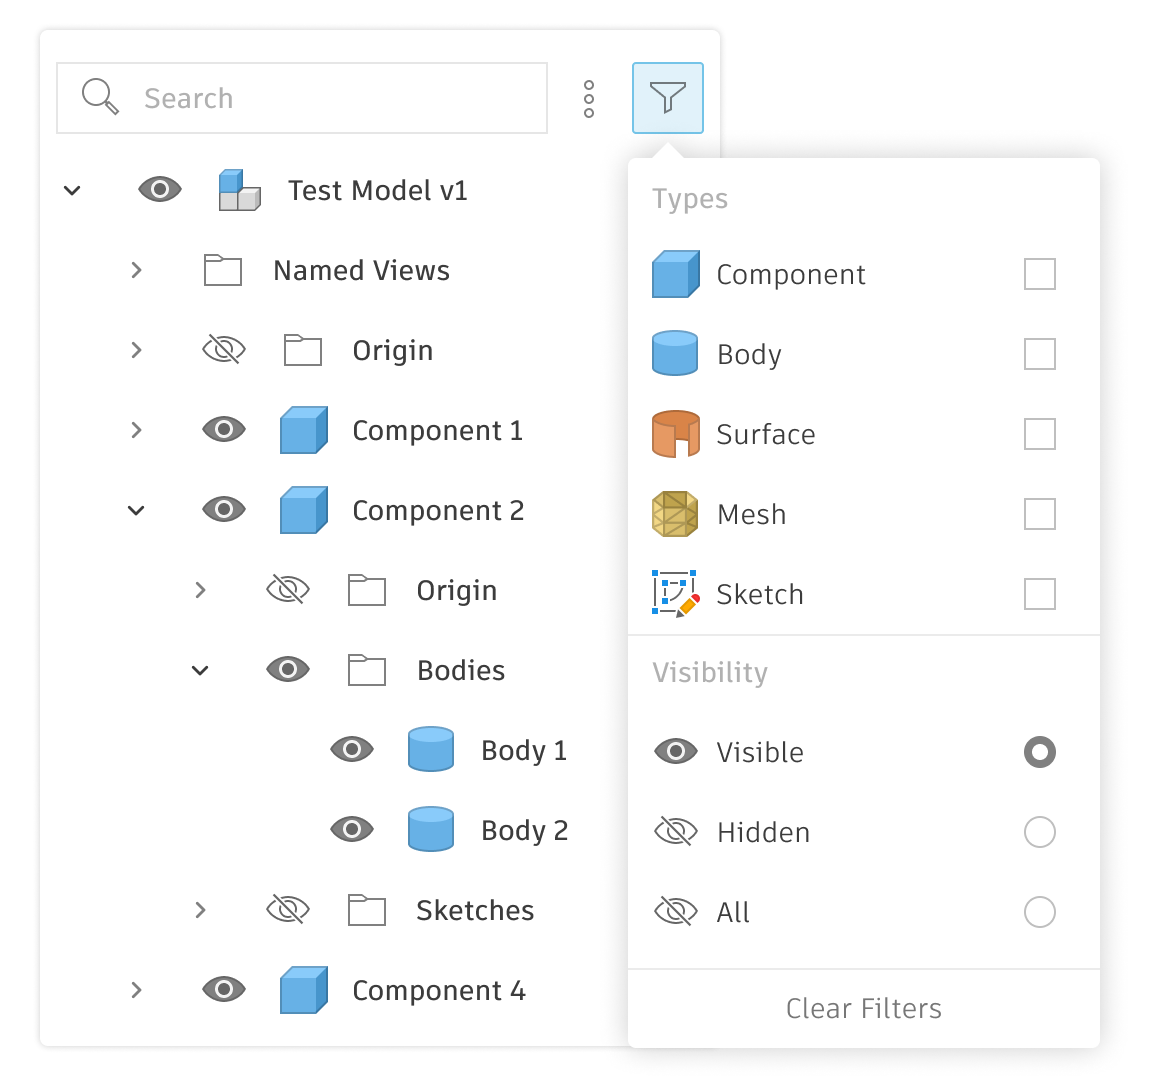 Search
Test Model v1
Named Views
Origin
Component 1
Component 2
Origin
Bodies
Body 1
Body 2
Sketches
Component 4
Types
Component
Body
Surface
Mesh
Sketch
Visibility
Visible
Hidden
All
Clear Filters